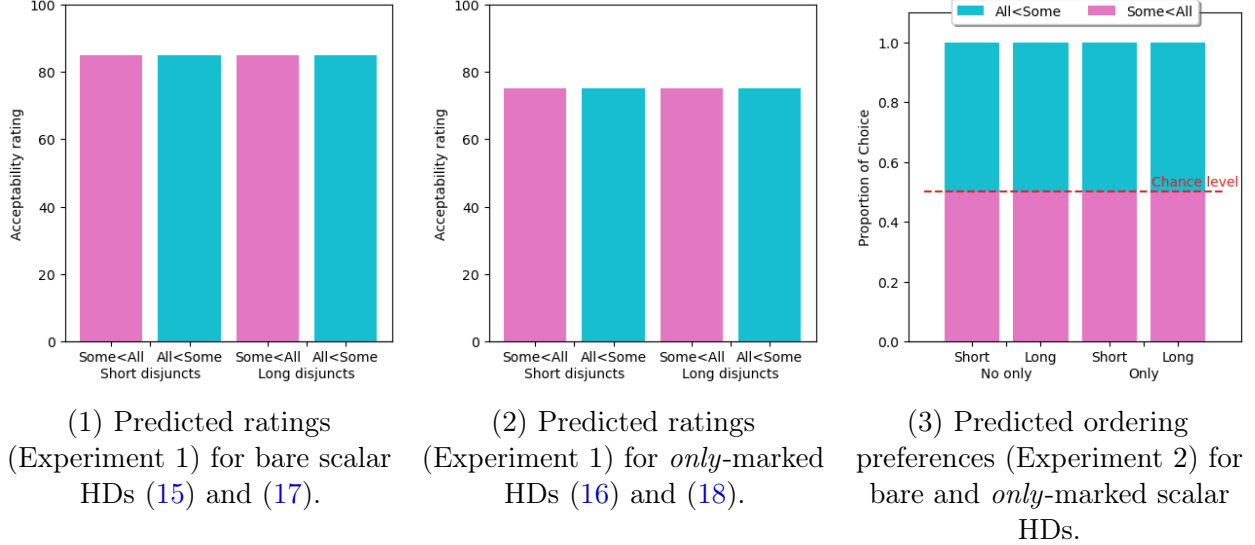 100
80
60
40
20
0
Acceptability rating
Some<All All<Some Some<All All<Some
Short disjuncts Long disjuncts
(1) Predicted ratings
(Experiment 1) for bare scalar
HDs (15) and (17).
100
80
60
40
20
0
Acceptability rating
Some<All All<Some Some<All All<Some
Short disjuncts Long disjuncts
(2) Predicted ratings
(Experiment 1) for only-marked
HDs (16) and (18).
All<Some Some<All
1.0
0.8
0.6
0.4
0.2
0.0
Proportion of Choice
Chance level
Short Long Short Long
No only Only
(3) Predicted ordering
preferences (Experiment 2) for
bare and only-marked scalar
HDs.